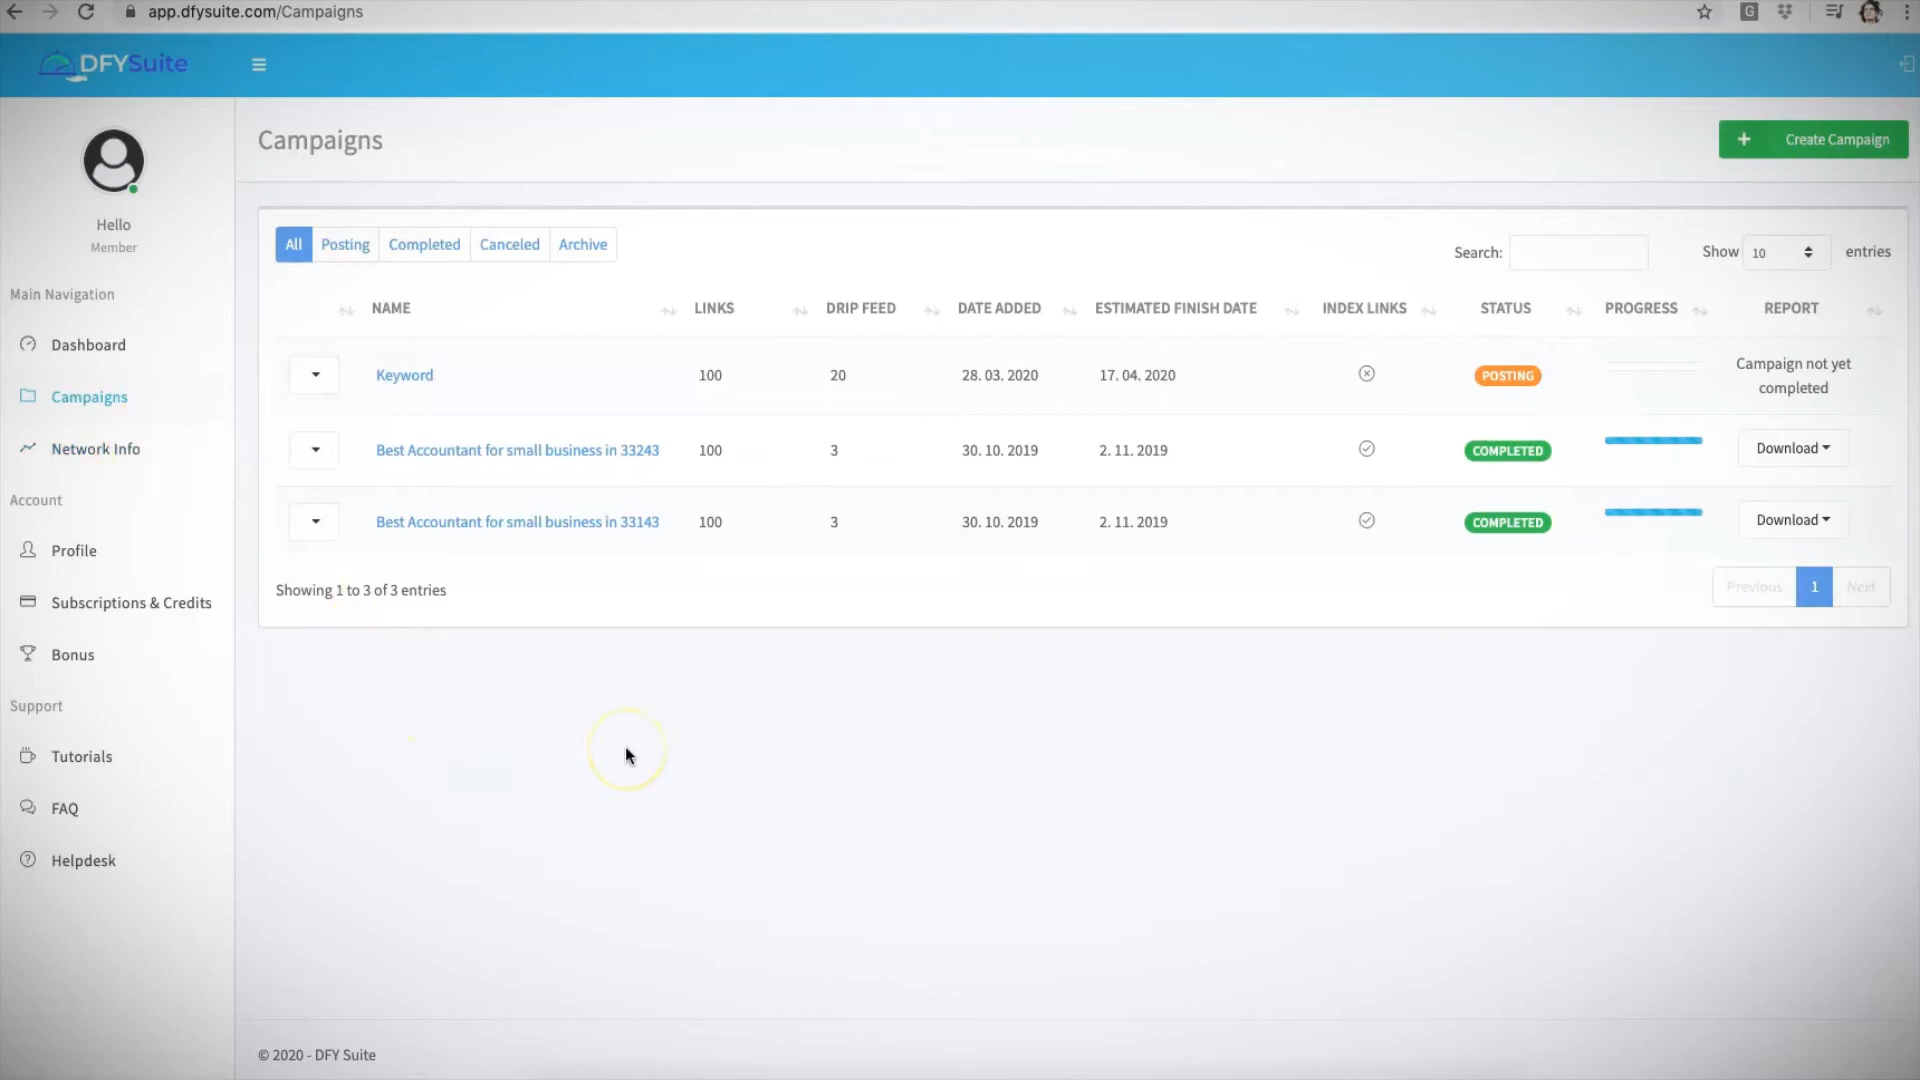 app.dfysuite.com/Campaigns
G
DFYSuite
Campaigns
Create Campaign
Hello
Member
Main Navigation
Dashboard
Campaigns
Network Info
Account
Profile
Subscriptions & Credits
Bonus
Support
Tutorials
FAQ
Helpdesk
All Posting Completed Canceled Archive
Search: Show 10 entries
NAME LINKS DRIP FEED DATE ADDED ESTIMATED FINISH DATE INDEX LINKS STATUS PROGRESS REPORT
Keyword 100 20 28. 03. 2020 17. 04. 2020 POSTING Campaign not yet
completed
Best Accountant for small business in 33243 100 3 30. 10. 2019 2. 11. 2019 COMPLETED Download
Best Accountant for small business in 33143 100 3 30. 10. 2019 2. 11. 2019 COMPLETED Download
Showing 1 to 3 of 3 entries
Previous 1 Next
© 2020 - DFY Suite